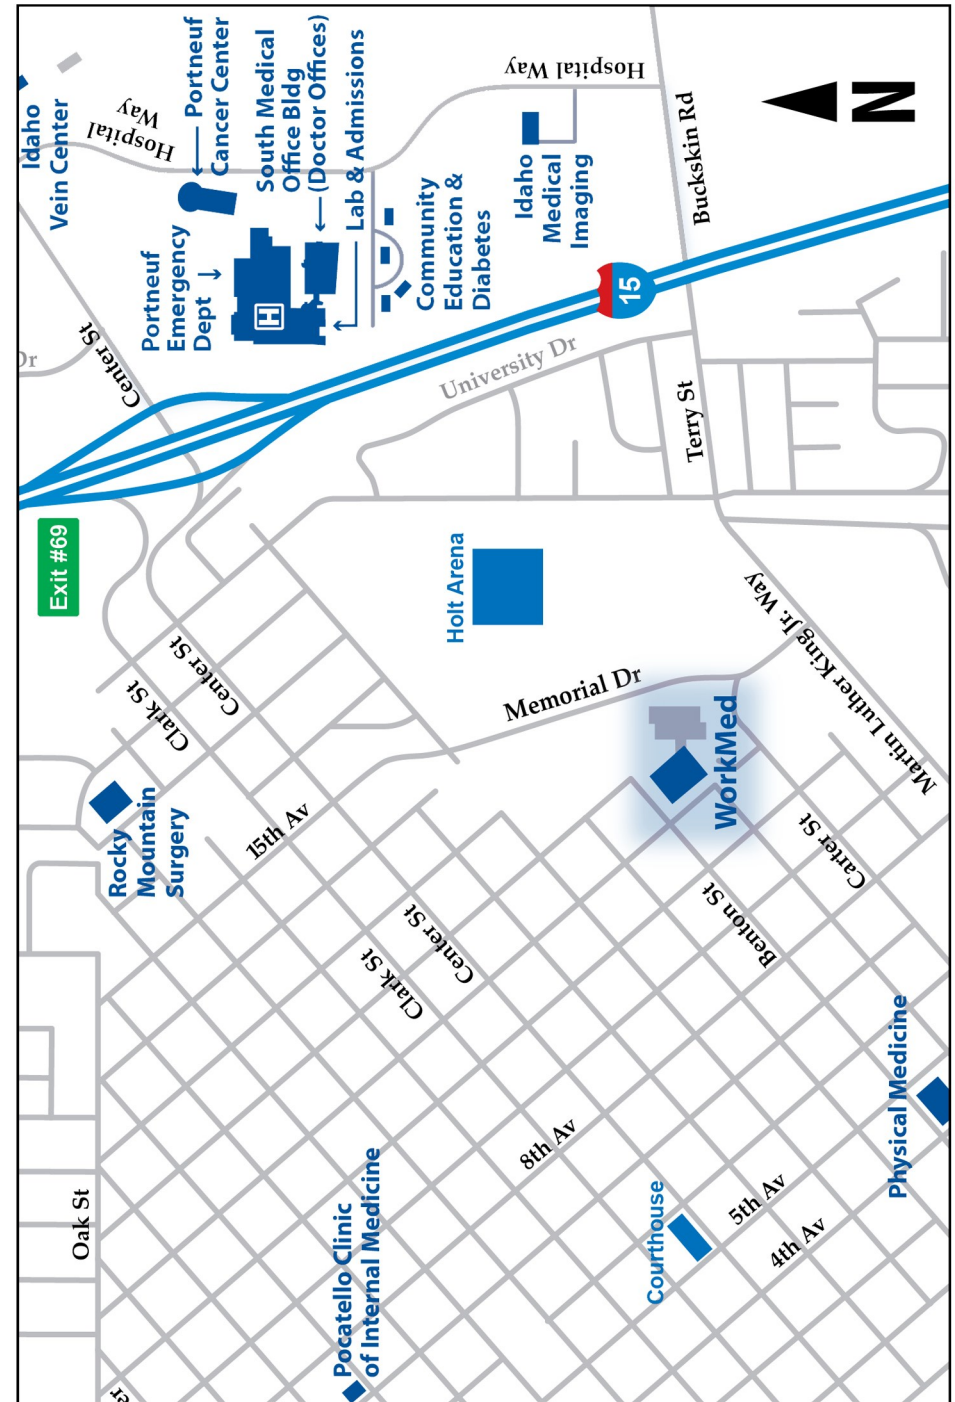 Idaho
Vein Center
Hospital
Way
Portneuf
Cancer Center
South Medical
Office Bldg
(Doctor Offices)
Lab & Admissions
Hospital Way
Buckskin Rd
N
Portneuf
Emergency
Dept
H
Community
Education &
Diabetes
Idaho
Medical
Imaging
15
Dr
Center St
University Dr
Terry St
Exit #69
Holt Arena
Center St
Clark St
Memorial Dr
Martin Luther King Jr. Way
WorkMed
Rocky
Mountain
Surgery
15th Av
Carter St
Center St
Clark St
Benton St
Physical Medicine
8th Av
5th Av
4th Av
Courthouse
Oak St
Pocatello Clinic
of Internal Medicine
er